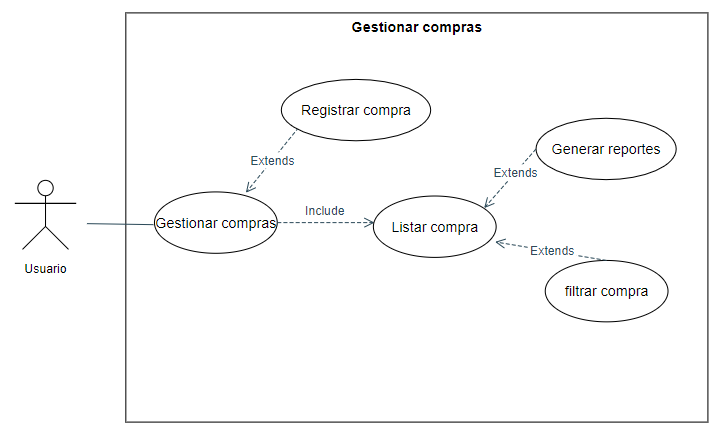 Gestionar compras
Registrar compra
Generar reportes
Extends
Extends
Include
Gestionar compras
Listar compra
Extends
Usuario
filtrar compra